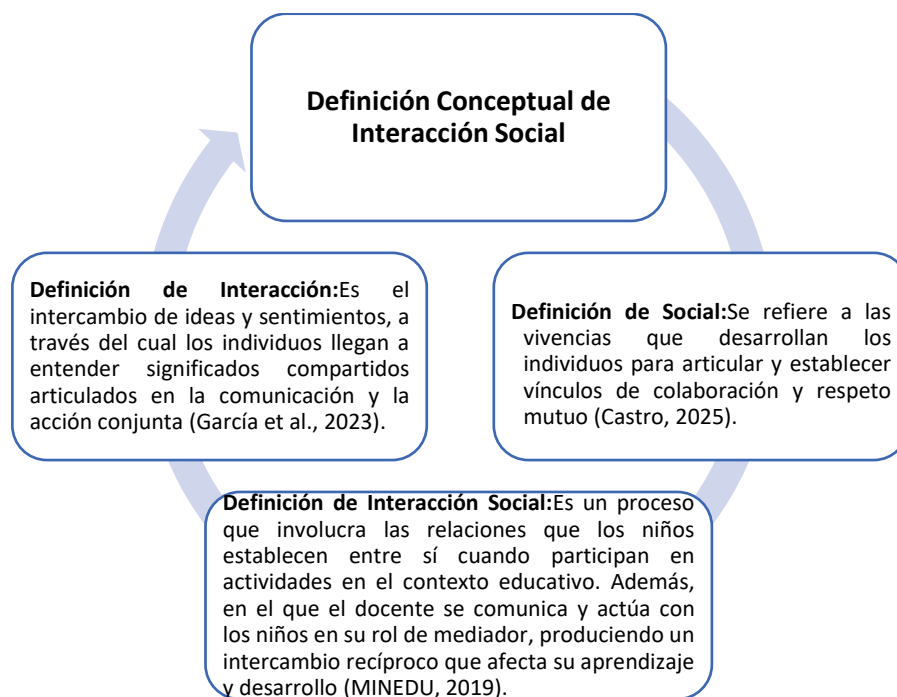 Definición Conceptual de
Interacción Social
Definición de Interacción:Es el
intercambio de ideas y sentimientos, a
través del cual los individuos llegan a
entender significados compartidos
articulados en la comunicación y la
acción conjunta (García et al., 2023).
Definición de Social:Se refiere a las
vivencias que desarrollan los
individuos para articular y establecer
vínculos de colaboración y respeto
mutuo (Castro, 2025).
Definición de Interacción Social:Es un proceso
que involucra las relaciones que los niños
establecen entre sí cuando participan en
actividades en el contexto educativo. Además,
en el que el docente se comunica y actúa con
los niños en su rol de mediador, produciendo un
intercambio recíproco que afecta su aprendizaje
y desarrollo (MINEDU, 2019).